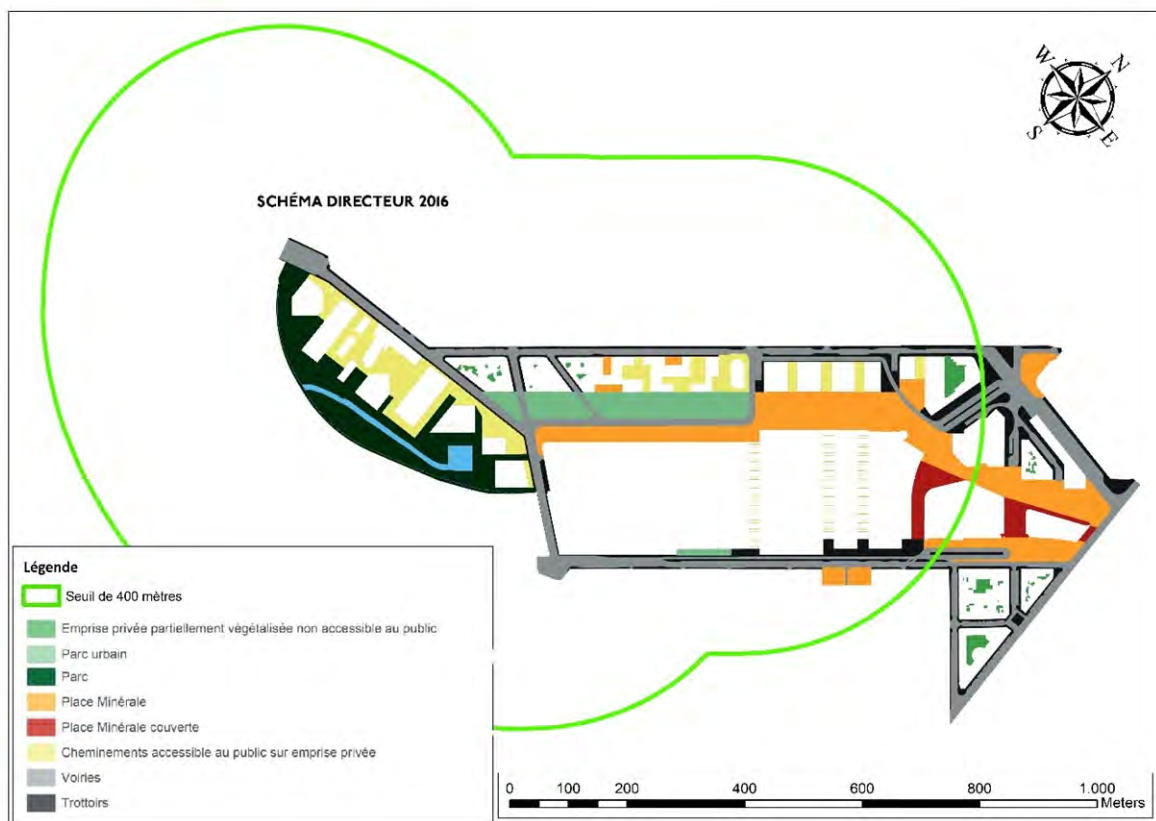 W
N
S
E
SCHÉMA DIRECTEUR 2016
Légende
Seuil de 400 mètres
Emprise privée partiellement végétalisée non accessible au public
Parc urbain
Parc
Place Minérale
Place Minérale couverte
Cheminements accessible au public sur emprise privée
Voiries
Trottoirs
0 100 200 400 600 800 1.000
Meters